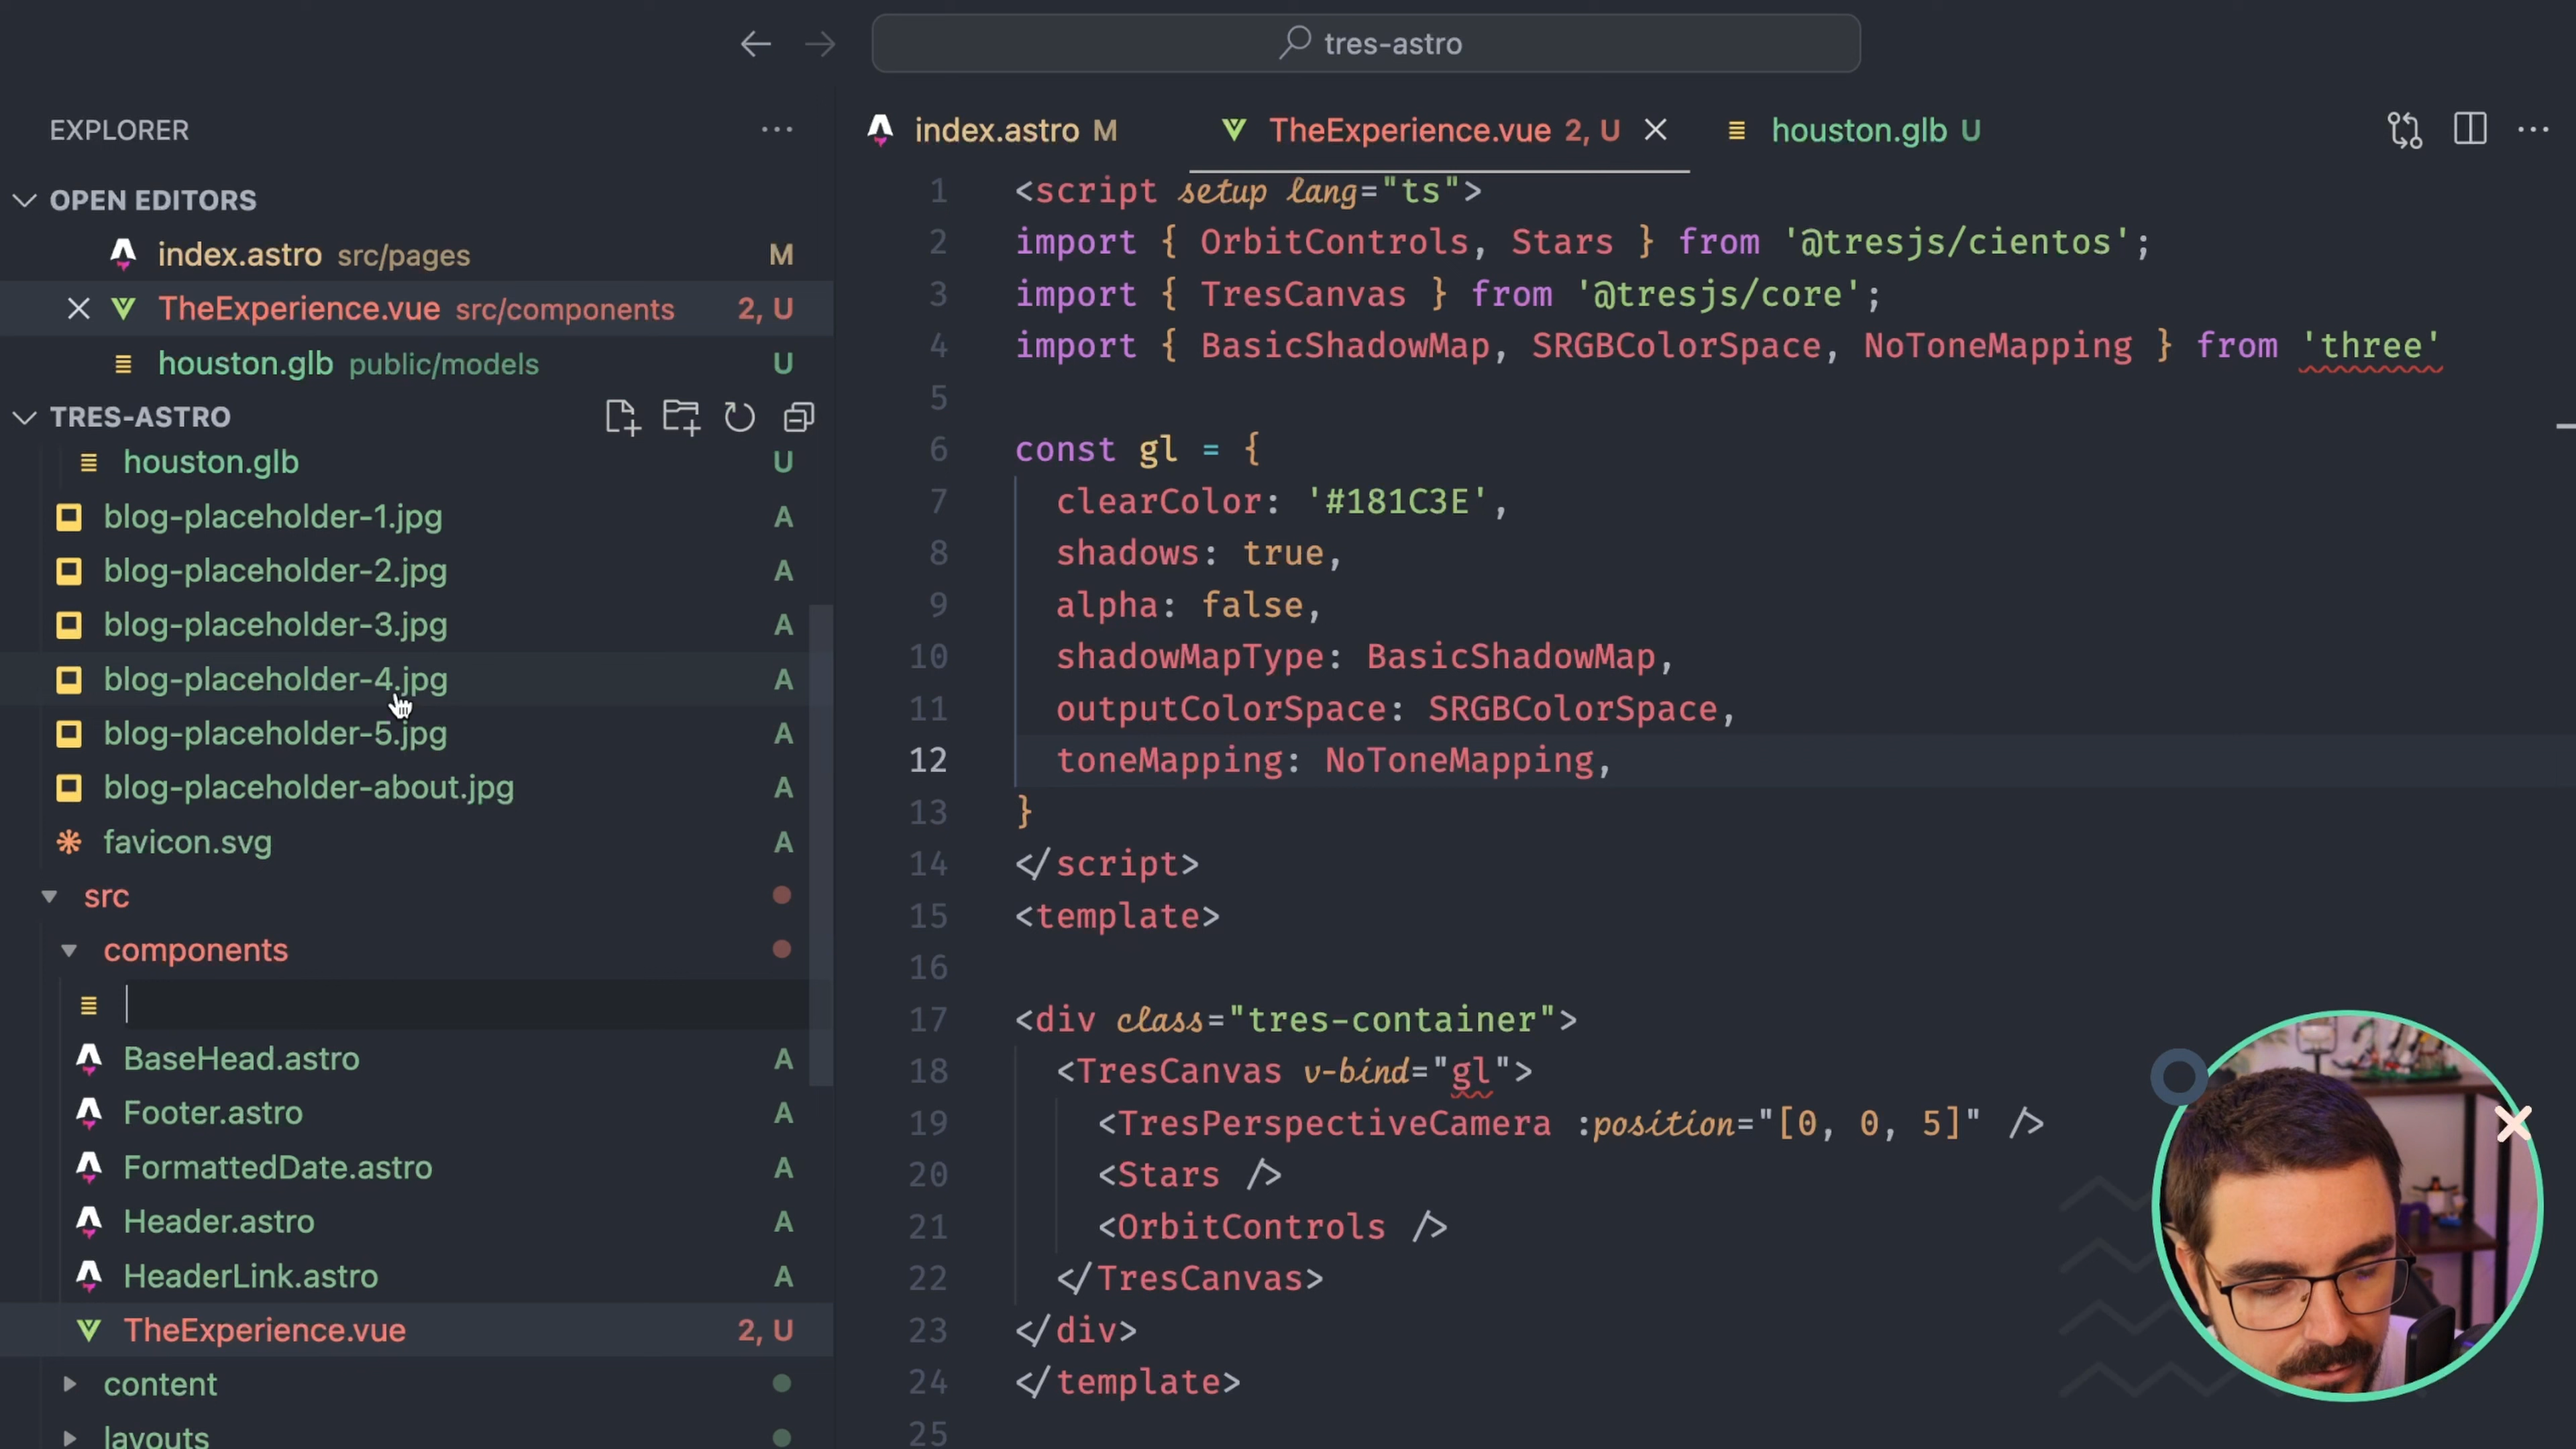 tres-astro
EXPLORER
OPEN EDITORS
index.astro src/pages M
TheExperience.vue src/components 2, U
houston.glb public/models U
TRES-ASTRO
houston.glb U
blog-placeholder-1.jpg A
blog-placeholder-2.jpg A
blog-placeholder-3.jpg A
blog-placeholder-4.jpg A
blog-placeholder-5.jpg A
blog-placeholder-about.jpg A
favicon.svg A
src
components
BaseHead.astro A
Footer.astro A
FormattedDate.astro A
Header.astro A
HeaderLink.astro A
TheExperience.vue 2, U
content
layouts
index.astro M TheExperience.vue 2, U houston.glb U
1 <script setup lang="ts">
2 import { OrbitControls, Stars } from '@tresjs/cientos';
3 import { TresCanvas } from '@tresjs/core';
4 import { BasicShadowMap, SRGBColorSpace, NoToneMapping } from 'three'
5
6 const gl = {
7 clearColor: '#181C3E',
8 shadows: true,
9 alpha: false,
10 shadowMapType: BasicShadowMap,
11 outputColorSpace: SRGBColorSpace,
12 toneMapping: NoToneMapping,
13 }
14 </script>
15 <template>
16
17 <div class="tres-container">
18 <TresCanvas v-bind="gl">
19 <TresPerspectiveCamera :position="[0, 0, 5]" />
20 <Stars />
21 <OrbitControls />
22 </TresCanvas>
23 </div>
24 </template>
25